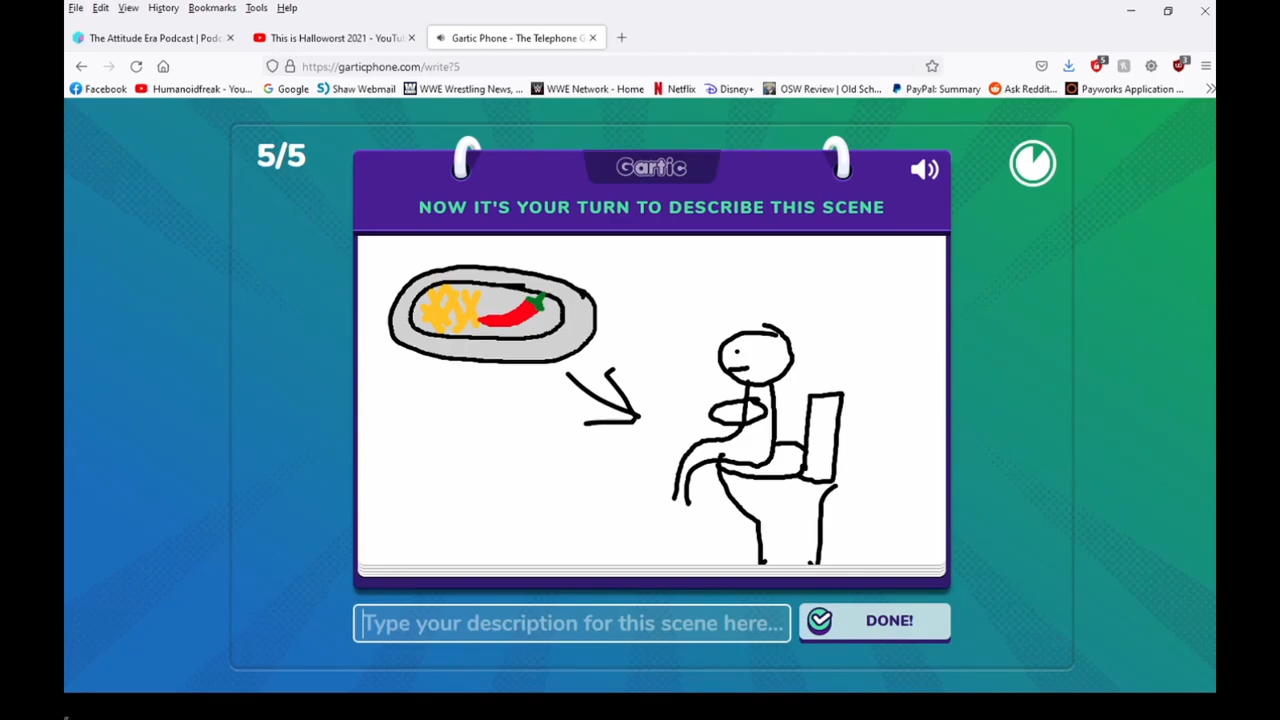 File Edit View History Bookmarks Tools Help
The Attitude Era Podcast | Podc
This is Halloworst 2021 - YouTu
Gartic Phone - The Telephone G
https://garticphone.com/write?5
5
3
Facebook
Humanoidfreak - You...
Google
Shaw Webmail
WWE Wrestling News, ...
WWE Network - Home
Netflix
Disney+
OSW Review | Old Sch...
PayPal: Summary
Ask Reddit...
Payworks Application ...
5/5
Gartic
NOW IT'S YOUR TURN TO DESCRIBE THIS SCENE
Type your description for this scene here...
DONE!